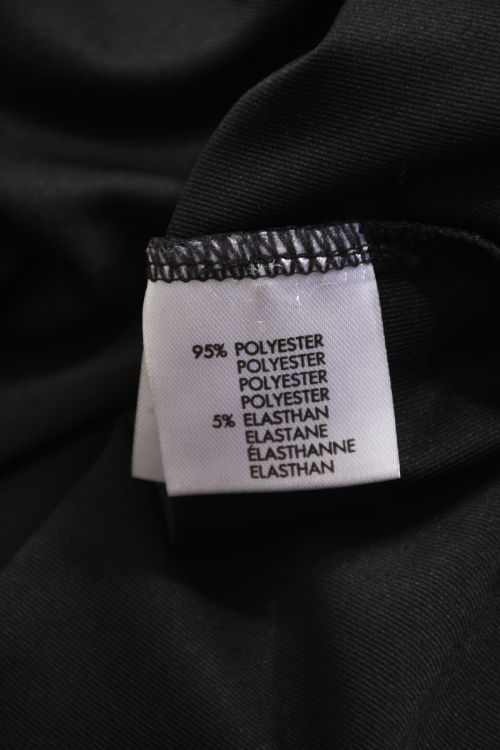 95% POLYESTER
POLYESTER
POLYESTER
POLYESTER
5% ELASTHAN
ELASTANE
ÉLASTHANNE
ELASTHAN